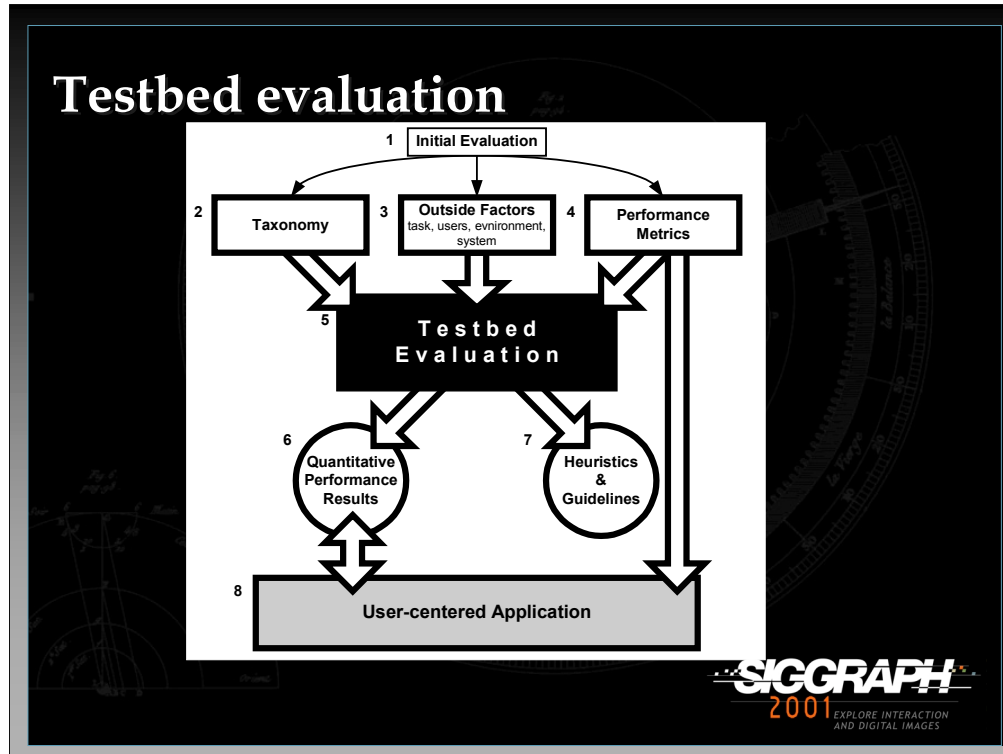 Testbed evaluation
1
Initial Evaluation
2
Taxonomy
3
Outside Factors
task, users, evnironment,
system
4
Performance
Metrics
5
Testbed
Evaluation
6
Quantitative
Performance
Results
7
Heuristics
&
Guidelines
8
User-centered Application
SIGGRAPH
2001
EXPLORE INTERACTION
AND DIGITAL IMAGES